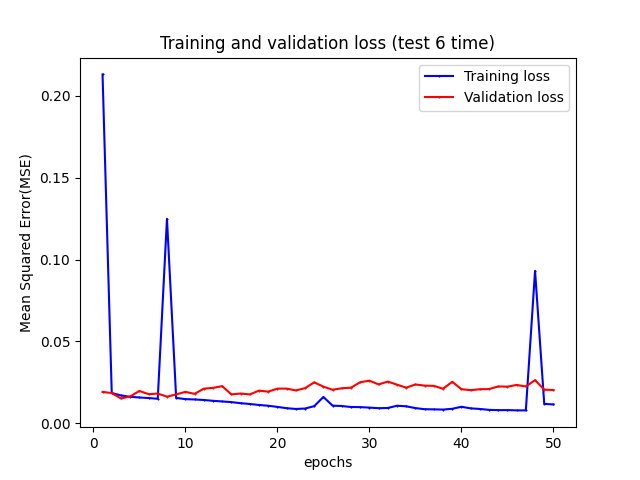 Training and validation loss (test 6 time)
Training loss
Validation loss
Mean Squared Error(MSE)
0.20
0.15
0.10
0.05
0.00
0 10 20 30 40 50
epochs